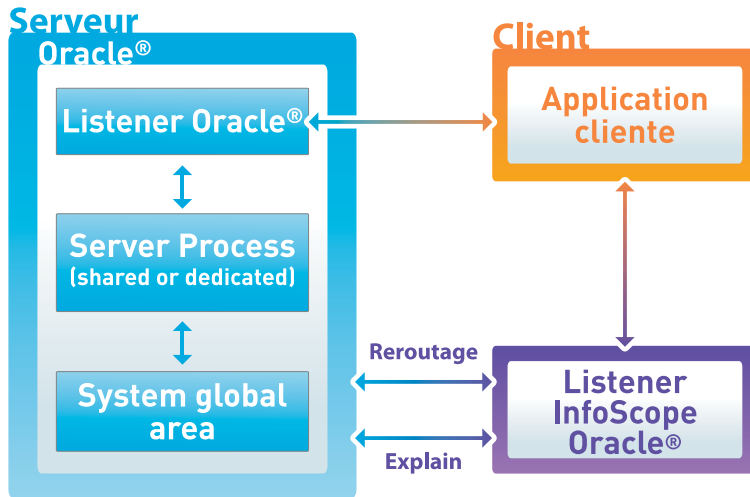 Serveur
Oracle®
Listener Oracle®
Server Process
(shared or dedicated)
System global
area
Client
Application
cliente
Reroutage
Explain
Listener
InfoScope
Oracle®